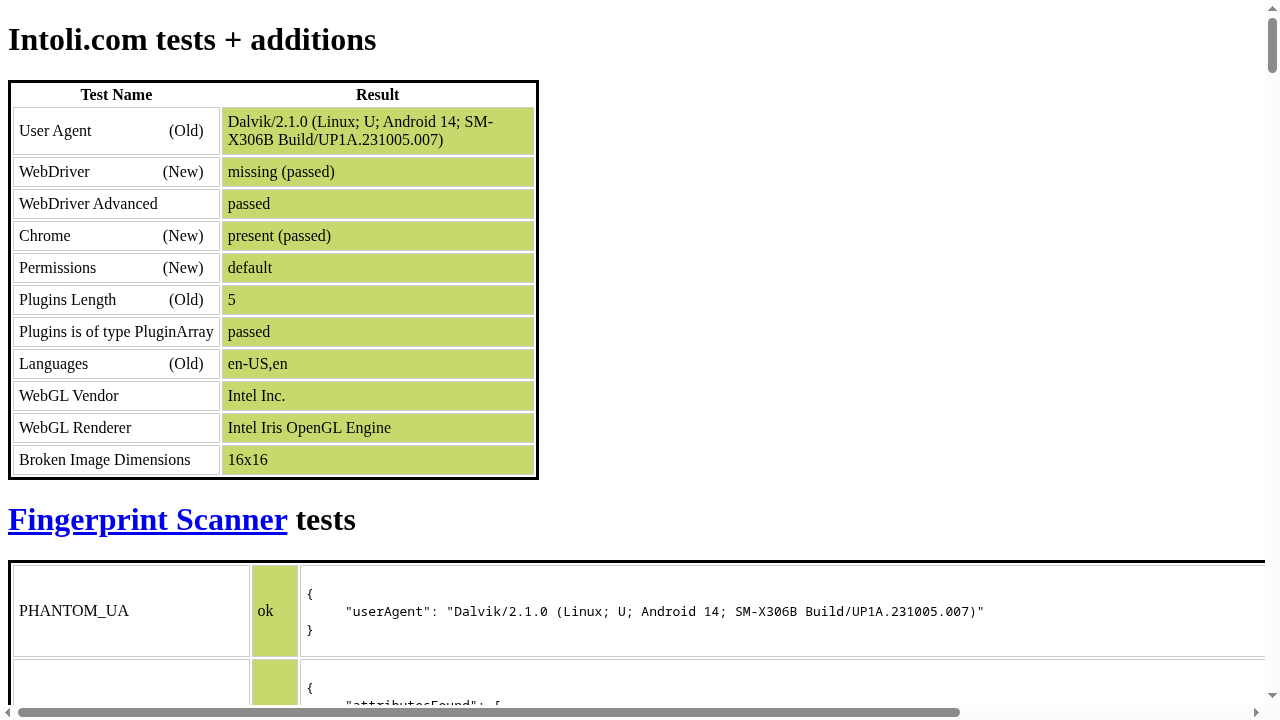 Intoli.com tests + additions
Test Name Result
User Agent (Old) Dalvik/2.1.0 (Linux; U; Android 14; SM-
X306B Build/UP1A.231005.007)
WebDriver (New) missing (passed)
WebDriver Advanced passed
Chrome (New) present (passed)
Permissions (New) default
Plugins Length (Old) 5
Plugins is of type PluginArray passed
Languages (Old) en-US,en
WebGL Vendor Intel Inc.
WebGL Renderer Intel Iris OpenGL Engine
Broken Image Dimensions 16x16
Fingerprint Scanner tests
{
PHANTOM_UA ok "userAgent": "Dalvik/2.1.0 (Linux; U; Android 14; SM-X306B Build/UP1A.231005.007)"
}
{
"attributesFound": [